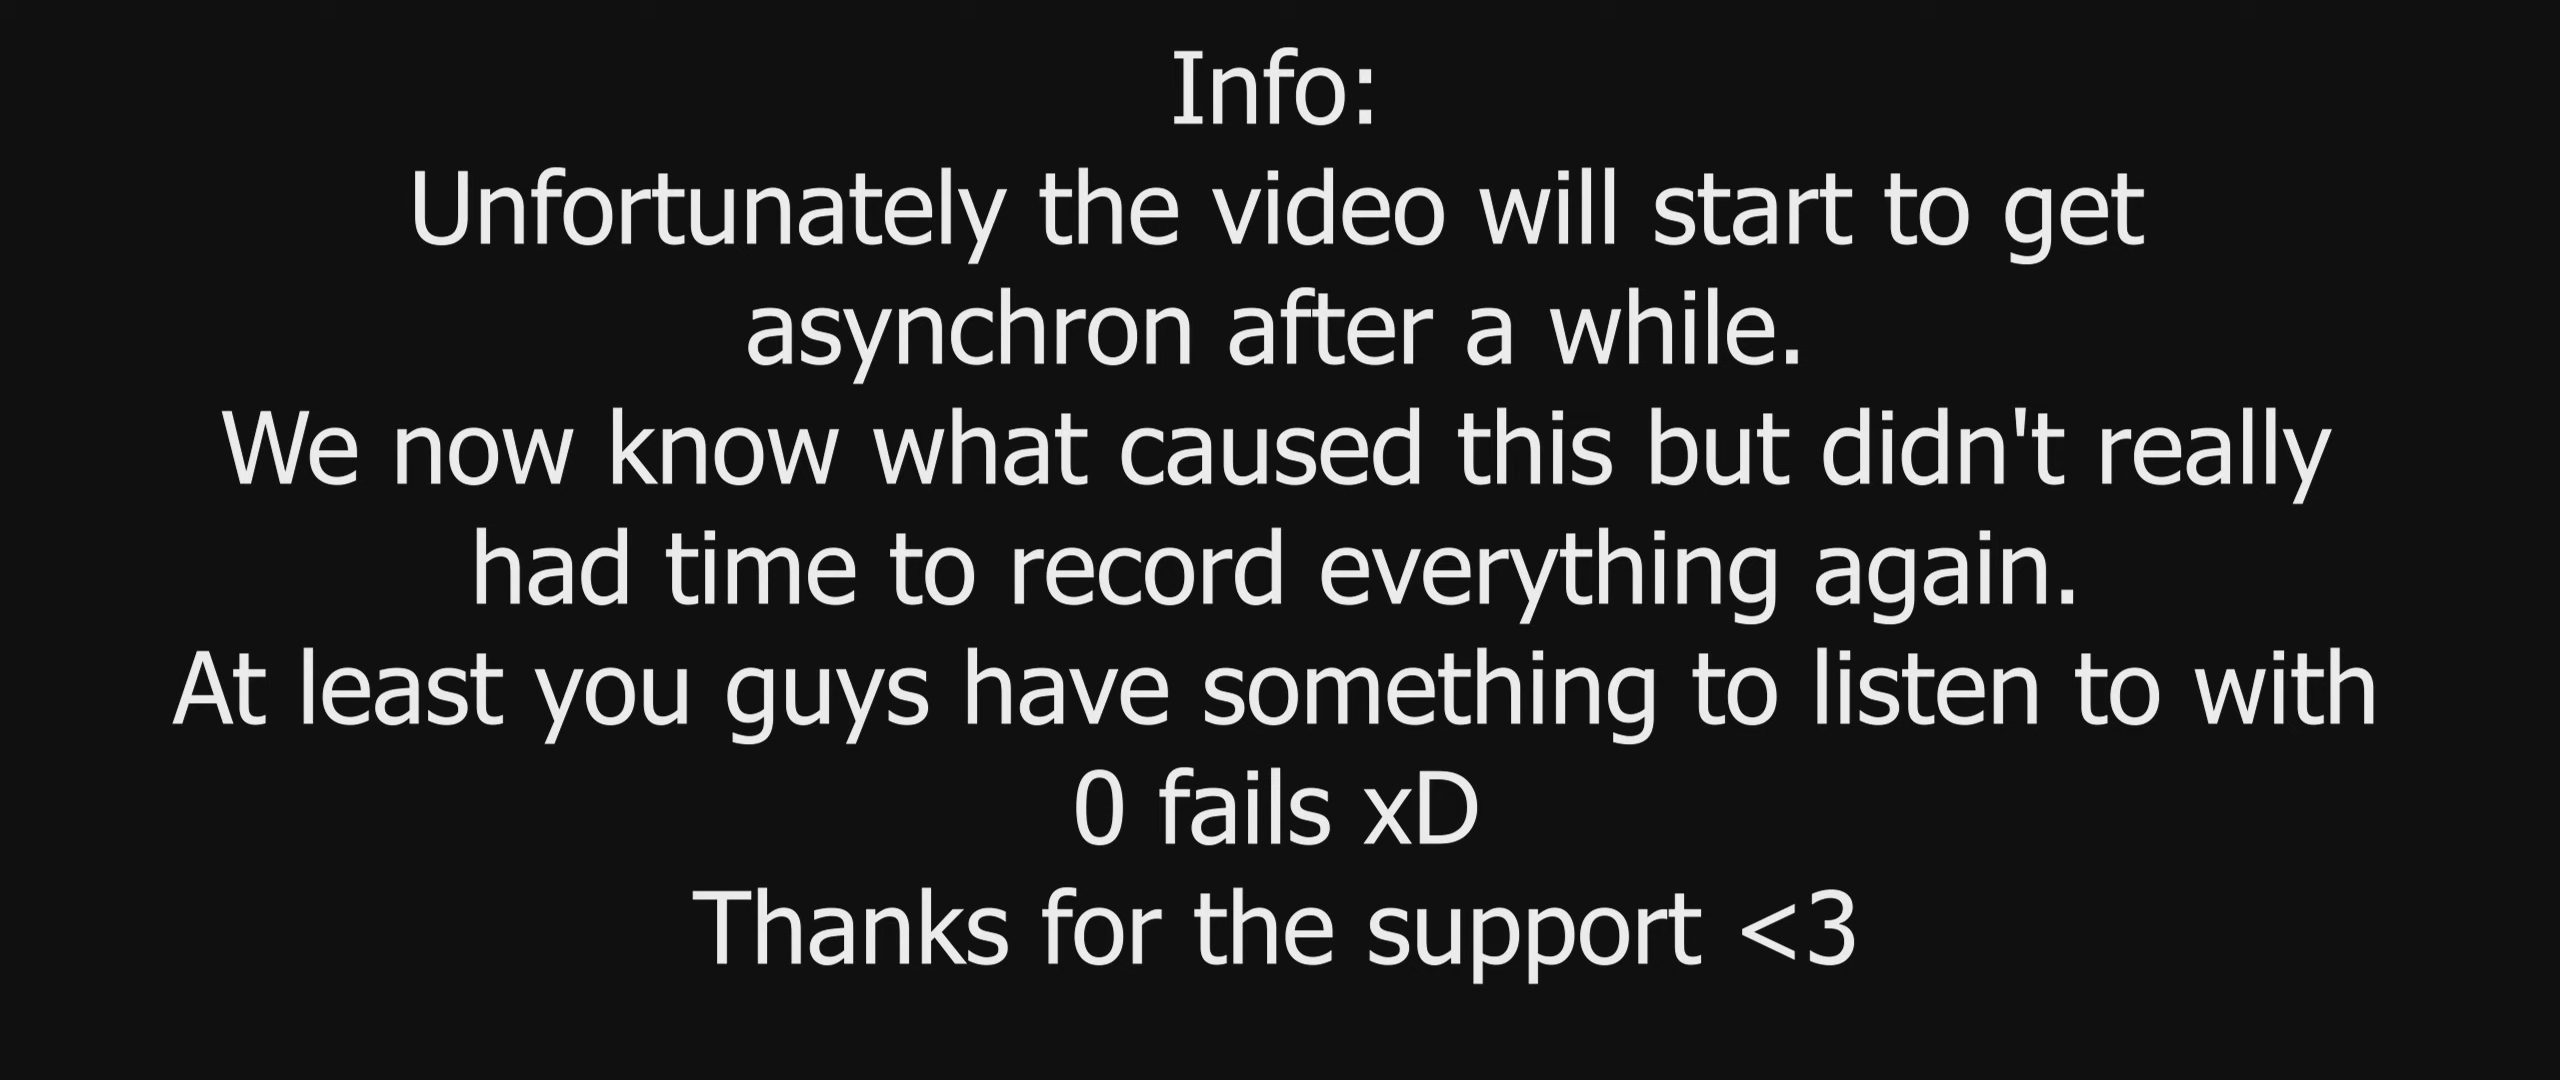 Info:
Unfortunately the video will start to get
asynchron after a while.
We now know what caused this but didn't really
had time to record everything again.
At least you guys have something to listen to with
0 fails xD
Thanks for the support <3